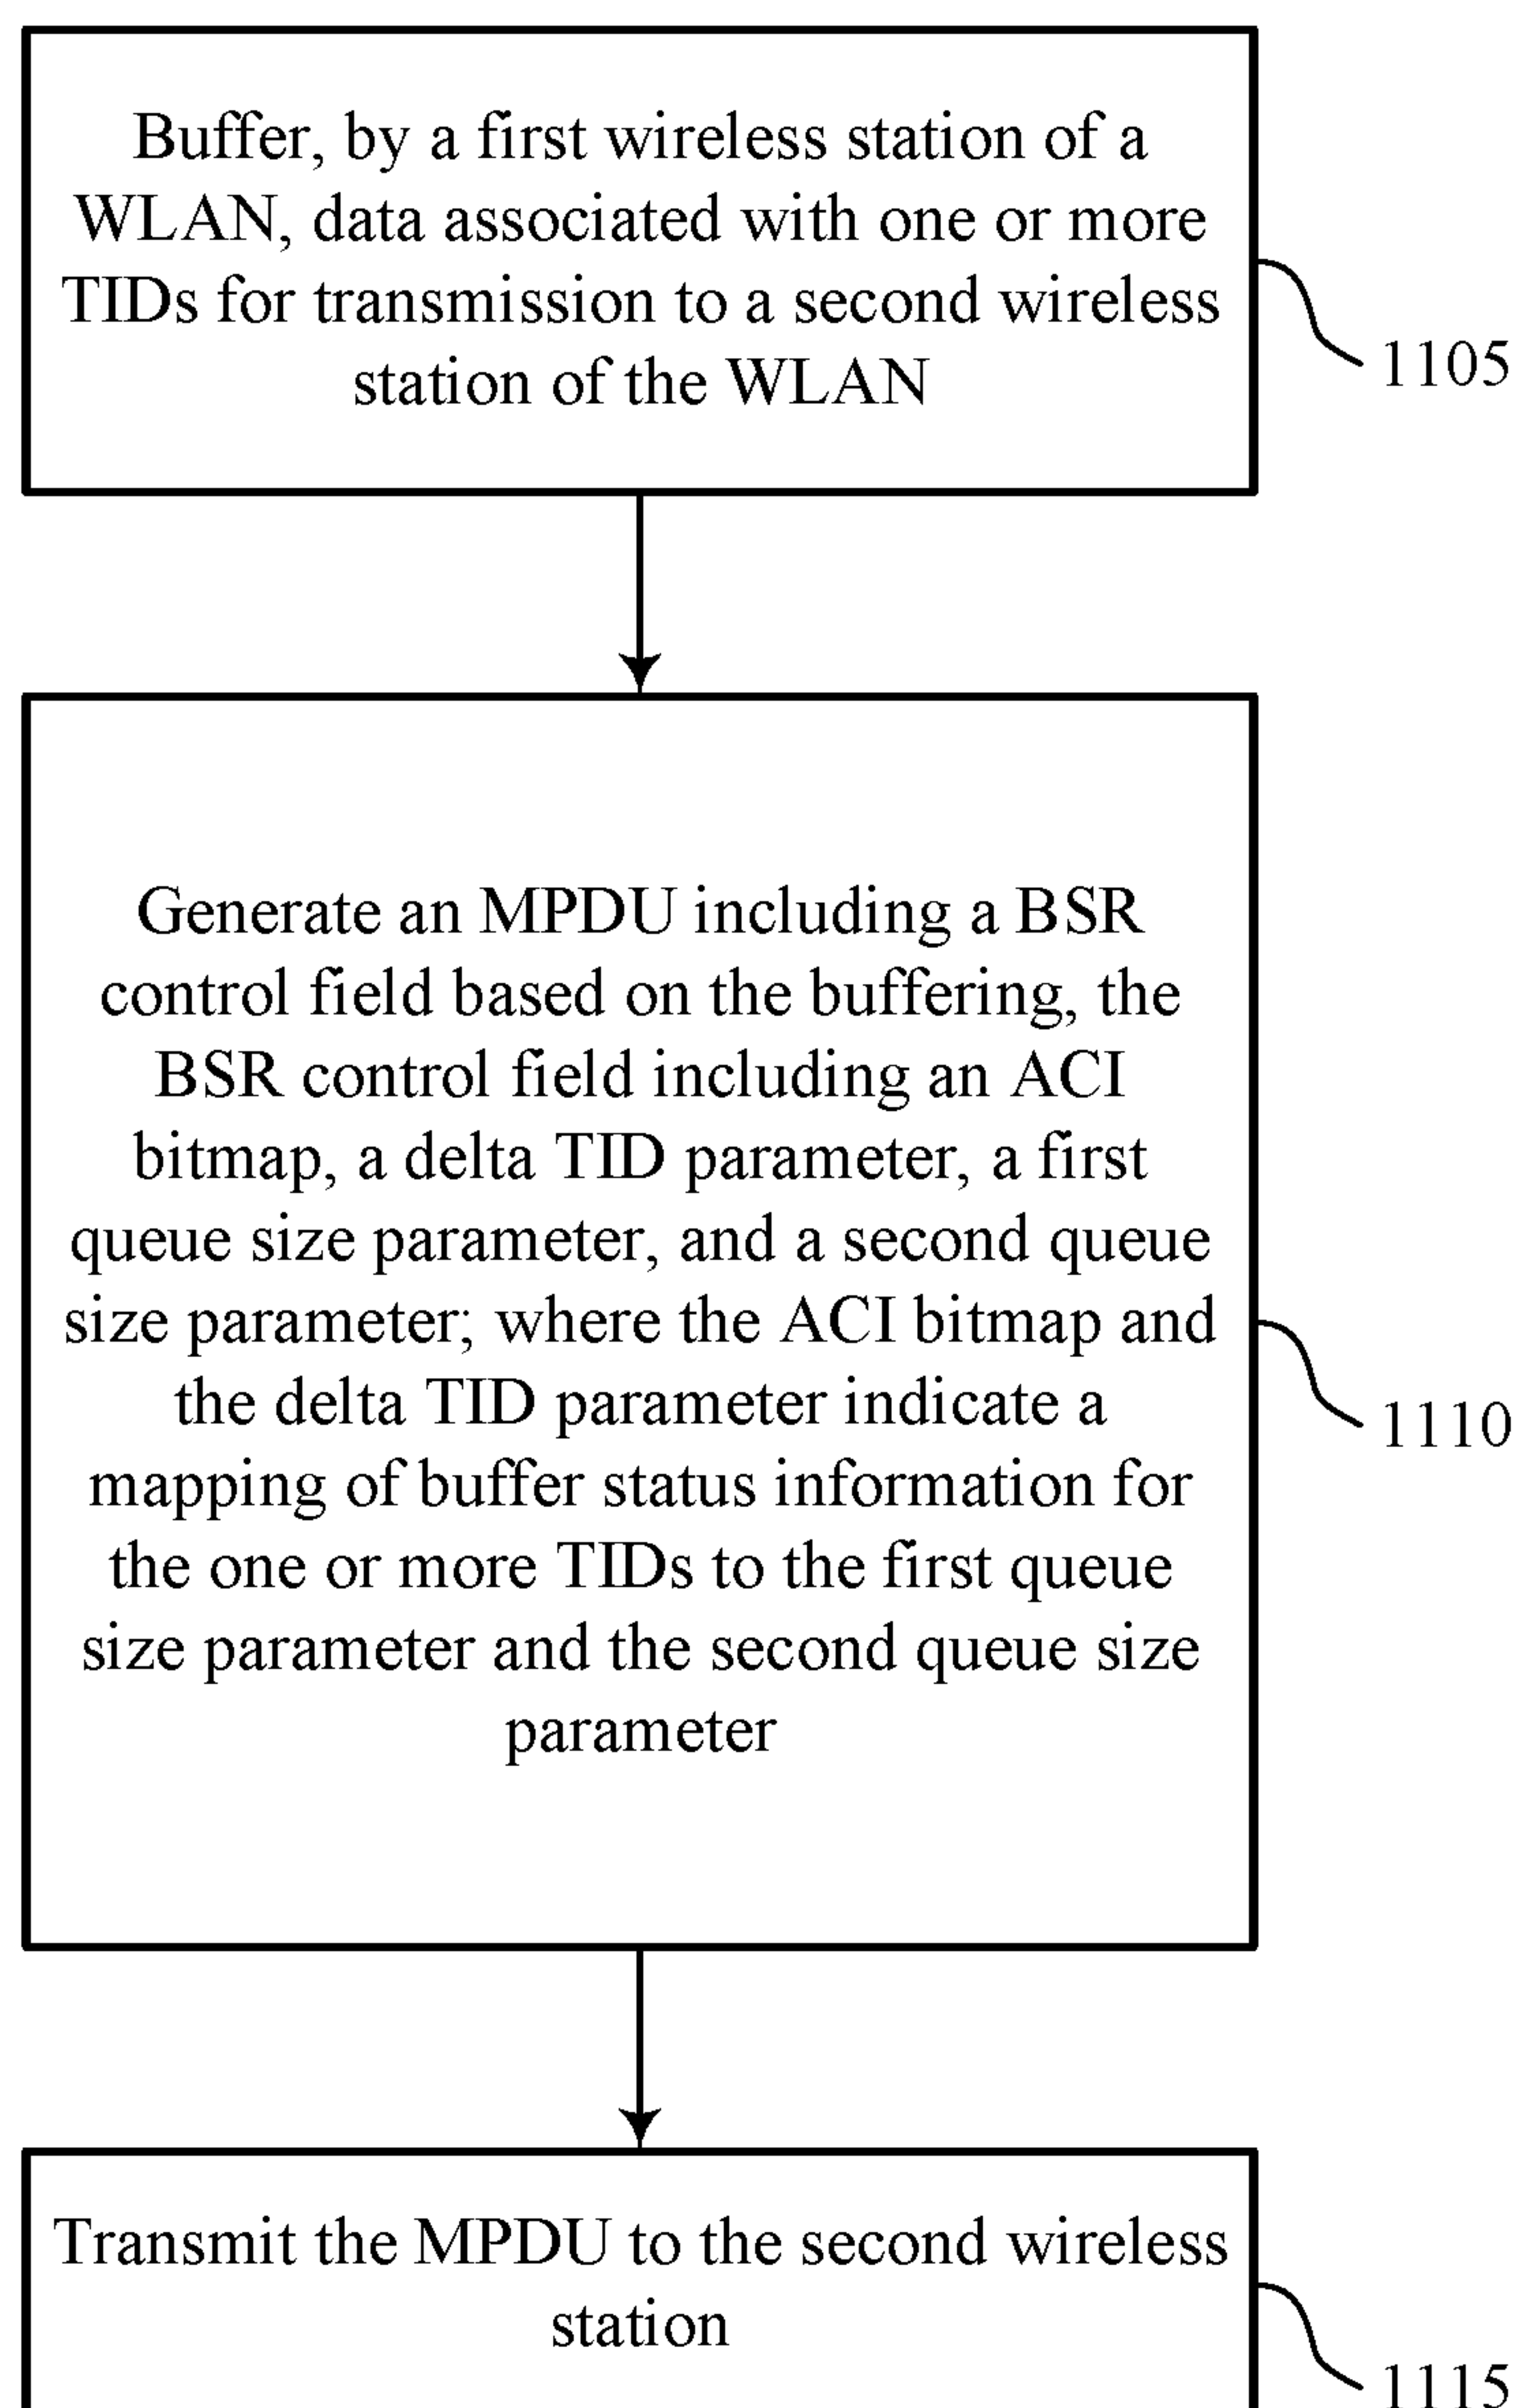 Buffer, by a first wireless station of a
WLAN, data associated with one or more
TIDs for transmission to a second wireless
station of the WLAN
1105
Generate an MPDU including a BSR
control field based on the buffering, the
BSR control field including an ACI
bitmap, a delta TID parameter, a first
queue size parameter, and a second queue
size parameter; where the ACI bitmap and
the delta TID parameter indicate a
mapping of buffer status information for
the one or more TIDs to the first queue
size parameter and the second queue size
parameter
1110
Transmit the MPDU to the second wireless
station
1115